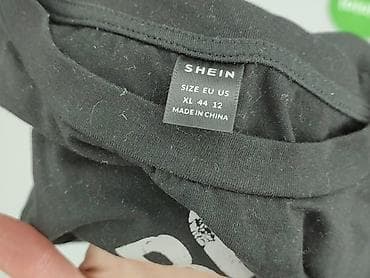 SHEIN
SIZE EU US
XL 44 12
MADE IN CHINA